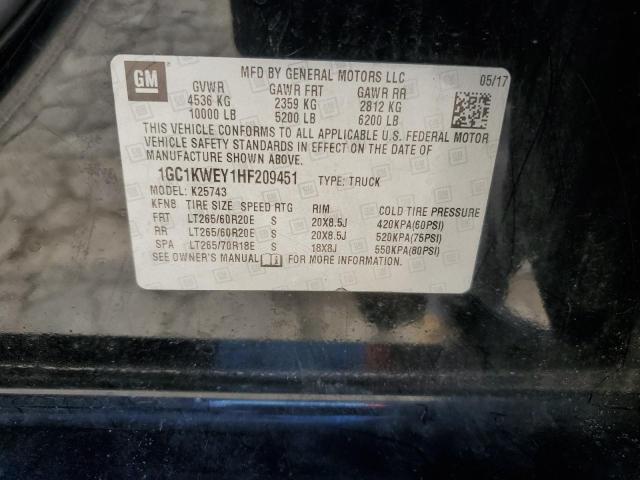 GM
MFD BY GENERAL MOTORS LLC
05/17
GVWR GAWR FRT GAWR RR
4536 KG 2359 KG 2812 KG
10000 LB 5200 LB 6200 LB
THIS VEHICLE CONFORMS TO ALL APPLICABLE U.S. FEDERAL MOTOR
VEHICLE SAFETY STANDARDS IN EFFECT ON THE DATE OF
MANUFACTURE SHOWN ABOVE.
1GC1KWEY1HF209451 TYPE: TRUCK
MODEL: K25743
KFN8 TIRE SIZE SPEED RTG RIM COLD TIRE PRESSURE
FRT LT265/60R20E S 20X8.5J 420KPA(60PSI)
RR LT265/60R20E S 20X8.5J 520KPA(75PSI)
SPA LT265/70R18E S 18X8J 550KPA(80PSI)
SEE OWNER'S MANUAL FOR MORE INFORMATION.